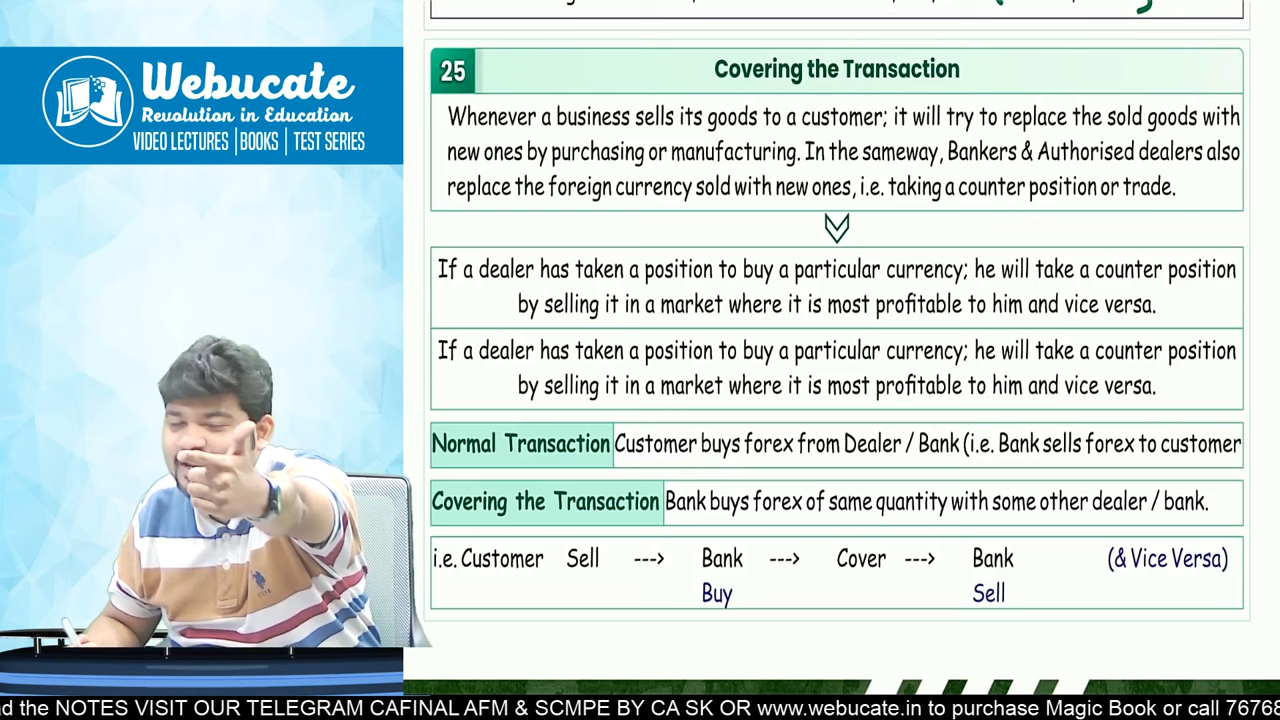 Webucate
Revolution in Education
VIDEO LECTURES | BOOKS | TEST SERIES
25 Covering the Transaction
Whenever a business sells its goods to a customer; it will try to replace the sold goods with
new ones by purchasing or manufacturing. In the sameway, Bankers & Authorised dealers also
replace the foreign currency sold with new ones, i.e. taking a counter position or trade.
If a dealer has taken a position to buy a particular currency; he will take a counter position
by selling it in a market where it is most profitable to him and vice versa.
If a dealer has taken a position to buy a particular currency; he will take a counter position
by selling it in a market where it is most profitable to him and vice versa.
Normal Transaction Customer buys forex from Dealer / Bank (i.e. Bank sells forex to customer
Covering the Transaction Bank buys forex of same quantity with some other dealer / bank.
i.e. Customer Sell ---> Bank ---> Cover ---> Bank (& Vice Versa)
Buy Sell
nd the NOTES VISIT OUR TELEGRAM CAFINAL AFM & SCMPE BY CA SK OR www.webucate.in to purchase Magic Book or call 76768